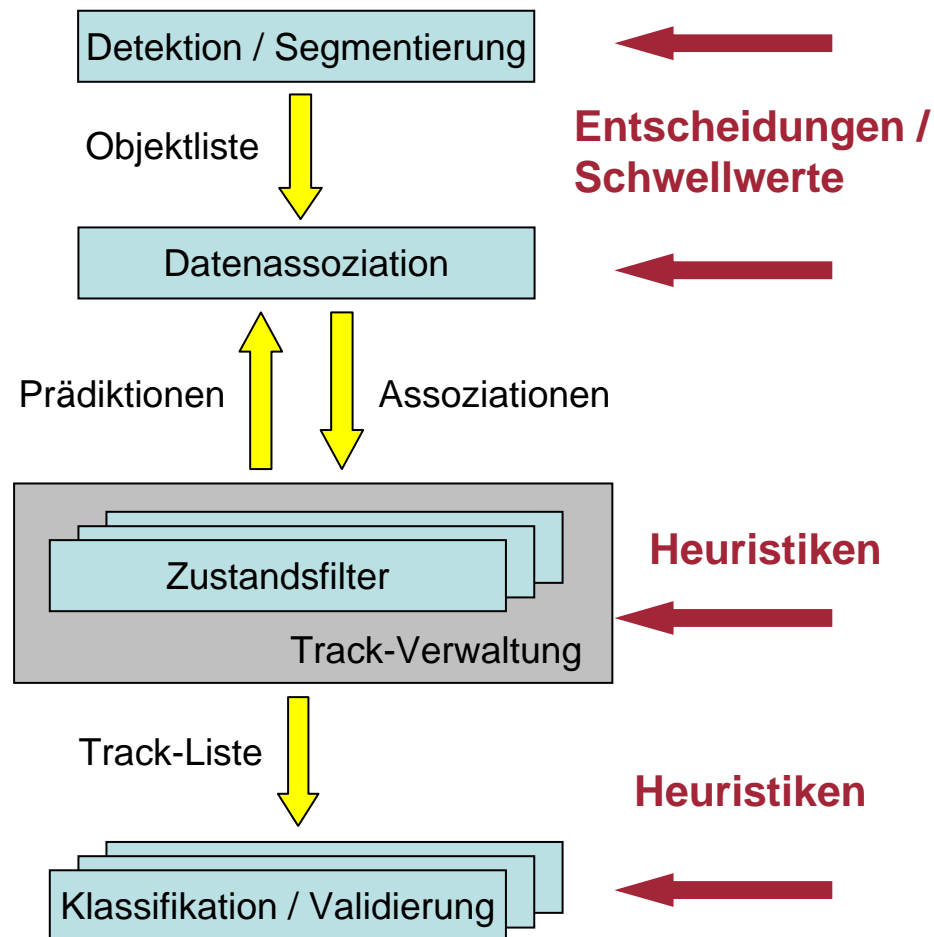 Detektion / Segmentierung
Objektliste
Entscheidungen /
Schwellwerte
Datenassoziation
Prädiktionen
Assoziationen
Heuristiken
Zustandsfilter
Track-Verwaltung
Track-Liste
Heuristiken
Klassifikation / Validierung